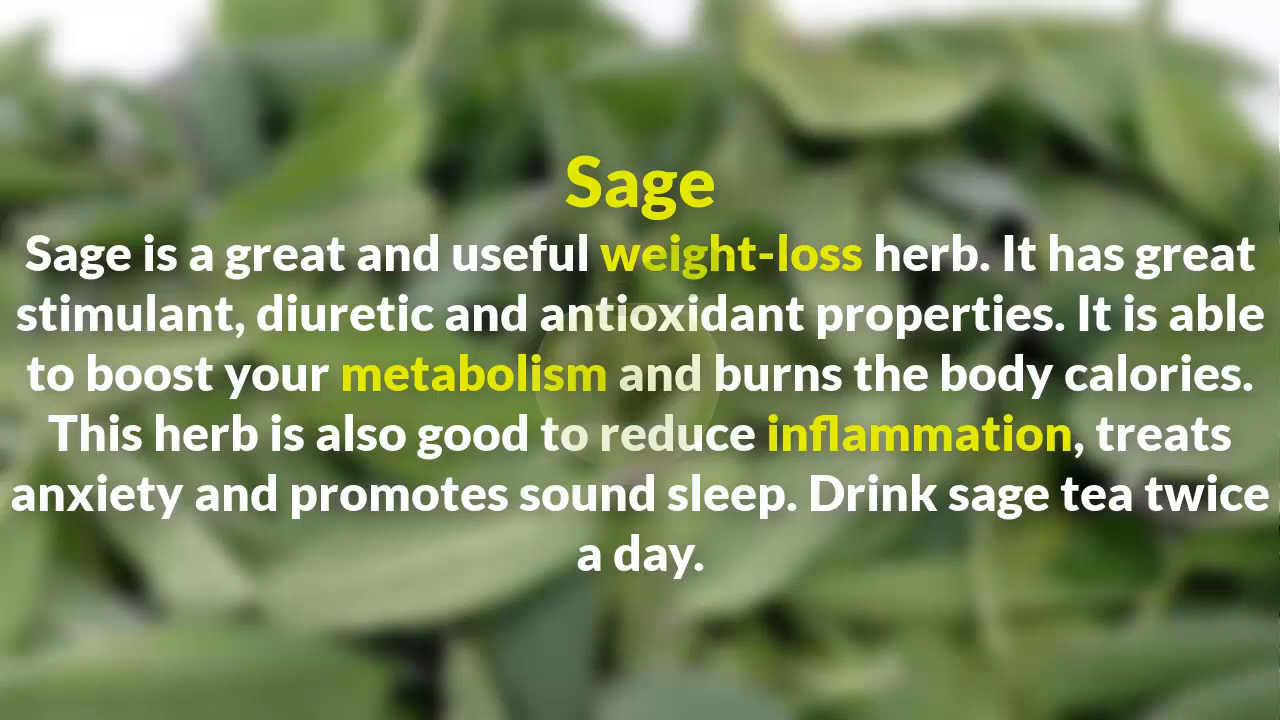 Sage
Sage is a great and useful weight-loss herb. It has great
stimulant, diuretic and antioxidant properties. It is able
to boost your metabolism and burns the body calories.
This herb is also good to reduce inflammation, treats
anxiety and promotes sound sleep. Drink sage tea twice
a day.